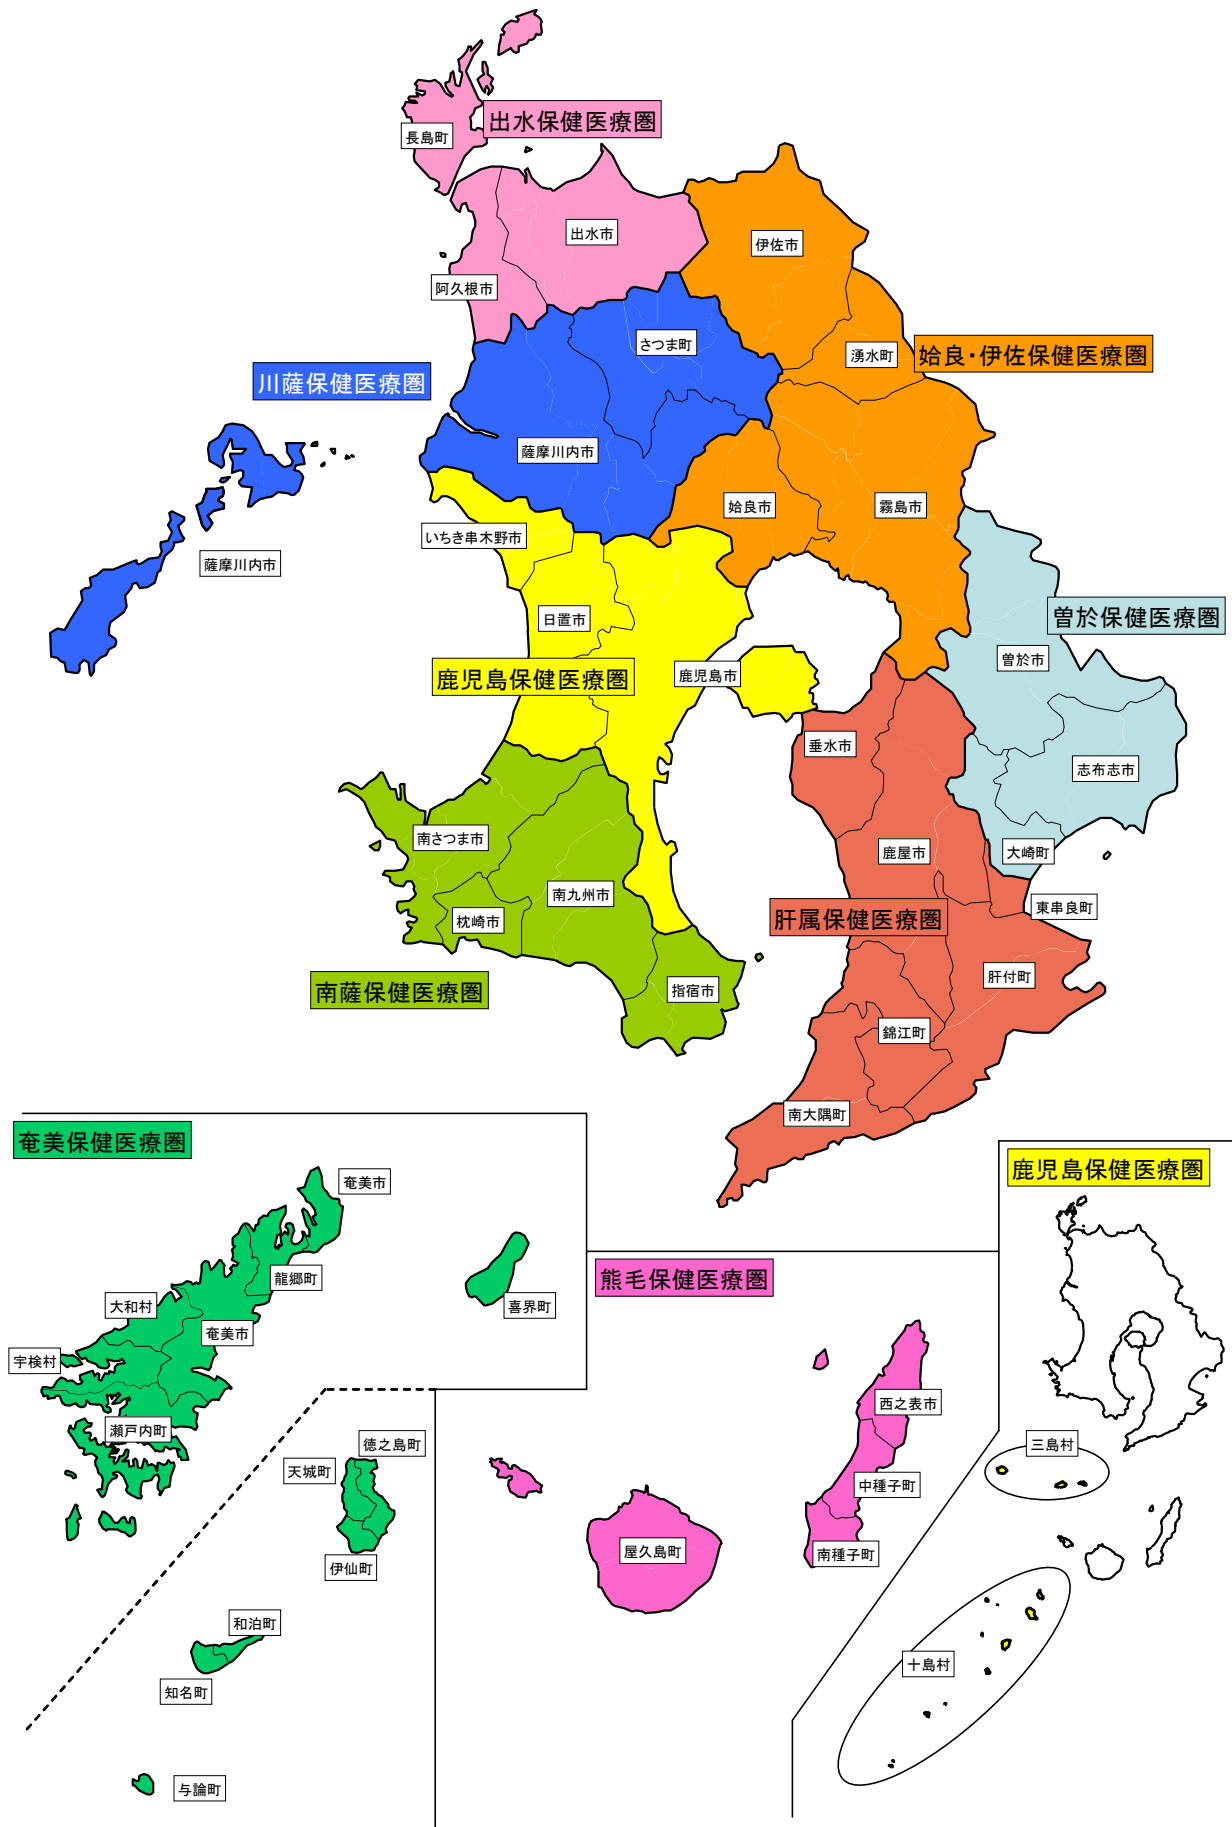 出水保健医療圏
長島町
出水市
伊佐市
阿久根市
さつま町
湧水町
姶良・伊佐保健医療圏
川薩保健医療圏
薩摩川内市
姶良市
霧島市
いちき串木野市
薩摩川内市
曽於保健医療圏
日置市
曽於市
鹿児島保健医療圏
鹿児島市
垂水市
志布志市
南さつま市
鹿屋市
大崎町
南九州市
東串良町
枕崎市
肝属保健医療圏
南薩保健医療圏
指宿市
肝付町
錦江町
南大隅町
奄美保健医療圏
鹿児島保健医療圏
奄美市
龍郷町
熊毛保健医療圏
大和村
喜界町
奄美市
宇検村
西之表市
瀬戸内町
徳之島町
三島村
天城町
中種子町
屋久島町
南種子町
伊仙町
和泊町
十島村
知名町
与論町